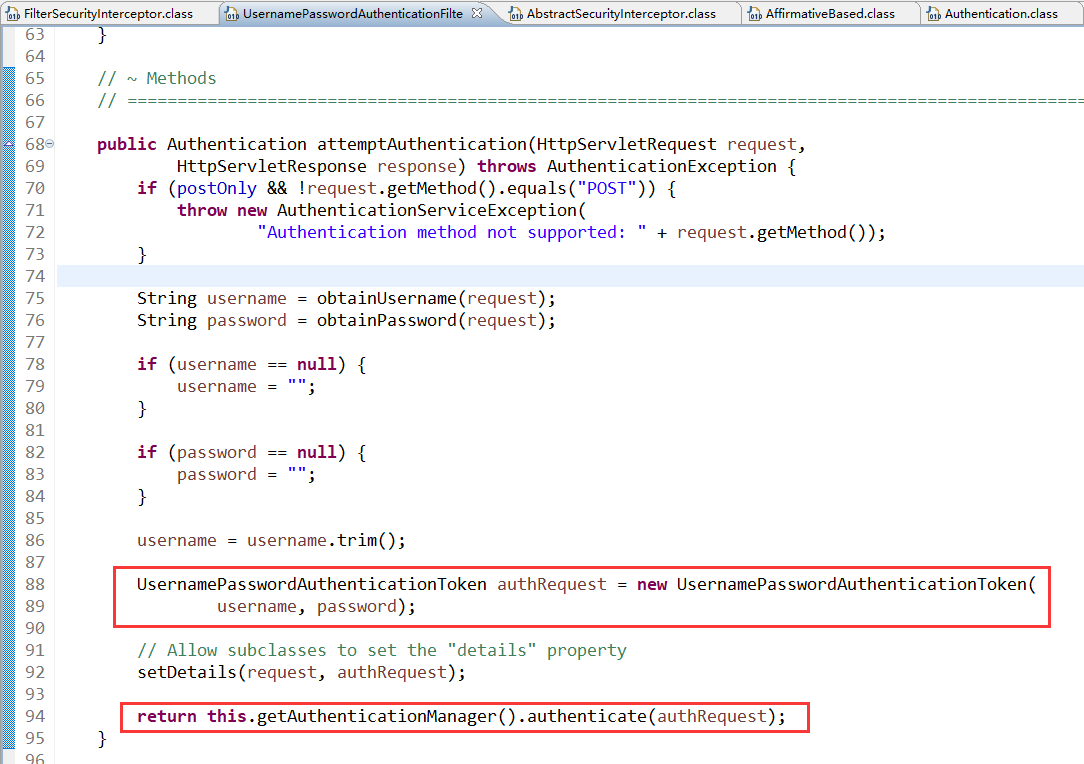 FilterSecurityInterceptor.class UsernamePasswordAuthenticationFilte AbstractSecurityInterceptor.class AffirmativeBased.class Authentication.class
63 }
64
65 // ~ Methods
66 // ================================================================================================
67
68 public Authentication attemptAuthentication(HttpServletRequest request,
69 HttpServletResponse response) throws AuthenticationException {
70 if (postOnly && !request.getMethod().equals("POST")) {
71 throw new AuthenticationServiceException(
72 "Authentication method not supported: " + request.getMethod());
73 }
74
75 String username = obtainUsername(request);
76 String password = obtainPassword(request);
77
78 if (username == null) {
79 username = "";
80 }
81
82 if (password == null) {
83 password = "";
84 }
85
86 username = username.trim();
87
88 UsernamePasswordAuthenticationToken authRequest = new UsernamePasswordAuthenticationToken(
89 username, password);
90
91 // Allow subclasses to set the "details" property
92 setDetails(request, authRequest);
93
94 return this.getAuthenticationManager().authenticate(authRequest);
95 }
96